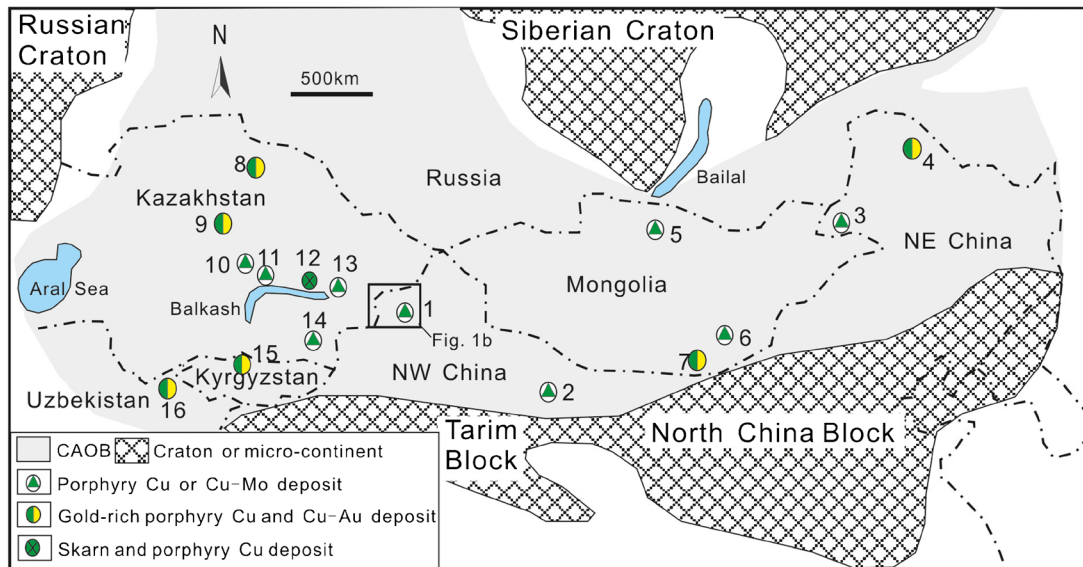 Russian
Craton
N
500km
Siberian Craton
8
Kazakhstan
9
10
11
12
13
Aral Sea
Balkash
14
1
Fig. 1b
15
Kyrgyzstan
Uzbekistan
16
NW China
2
Russia
Bailal
5
Mongolia
6
7
4
3
NE China
Tarim
Block
North China Block
CAOB
Craton or micro-continent
Porphyry Cu or Cu-Mo deposit
Gold-rich porphyry Cu and Cu-Au deposit
Skarn and porphyry Cu deposit